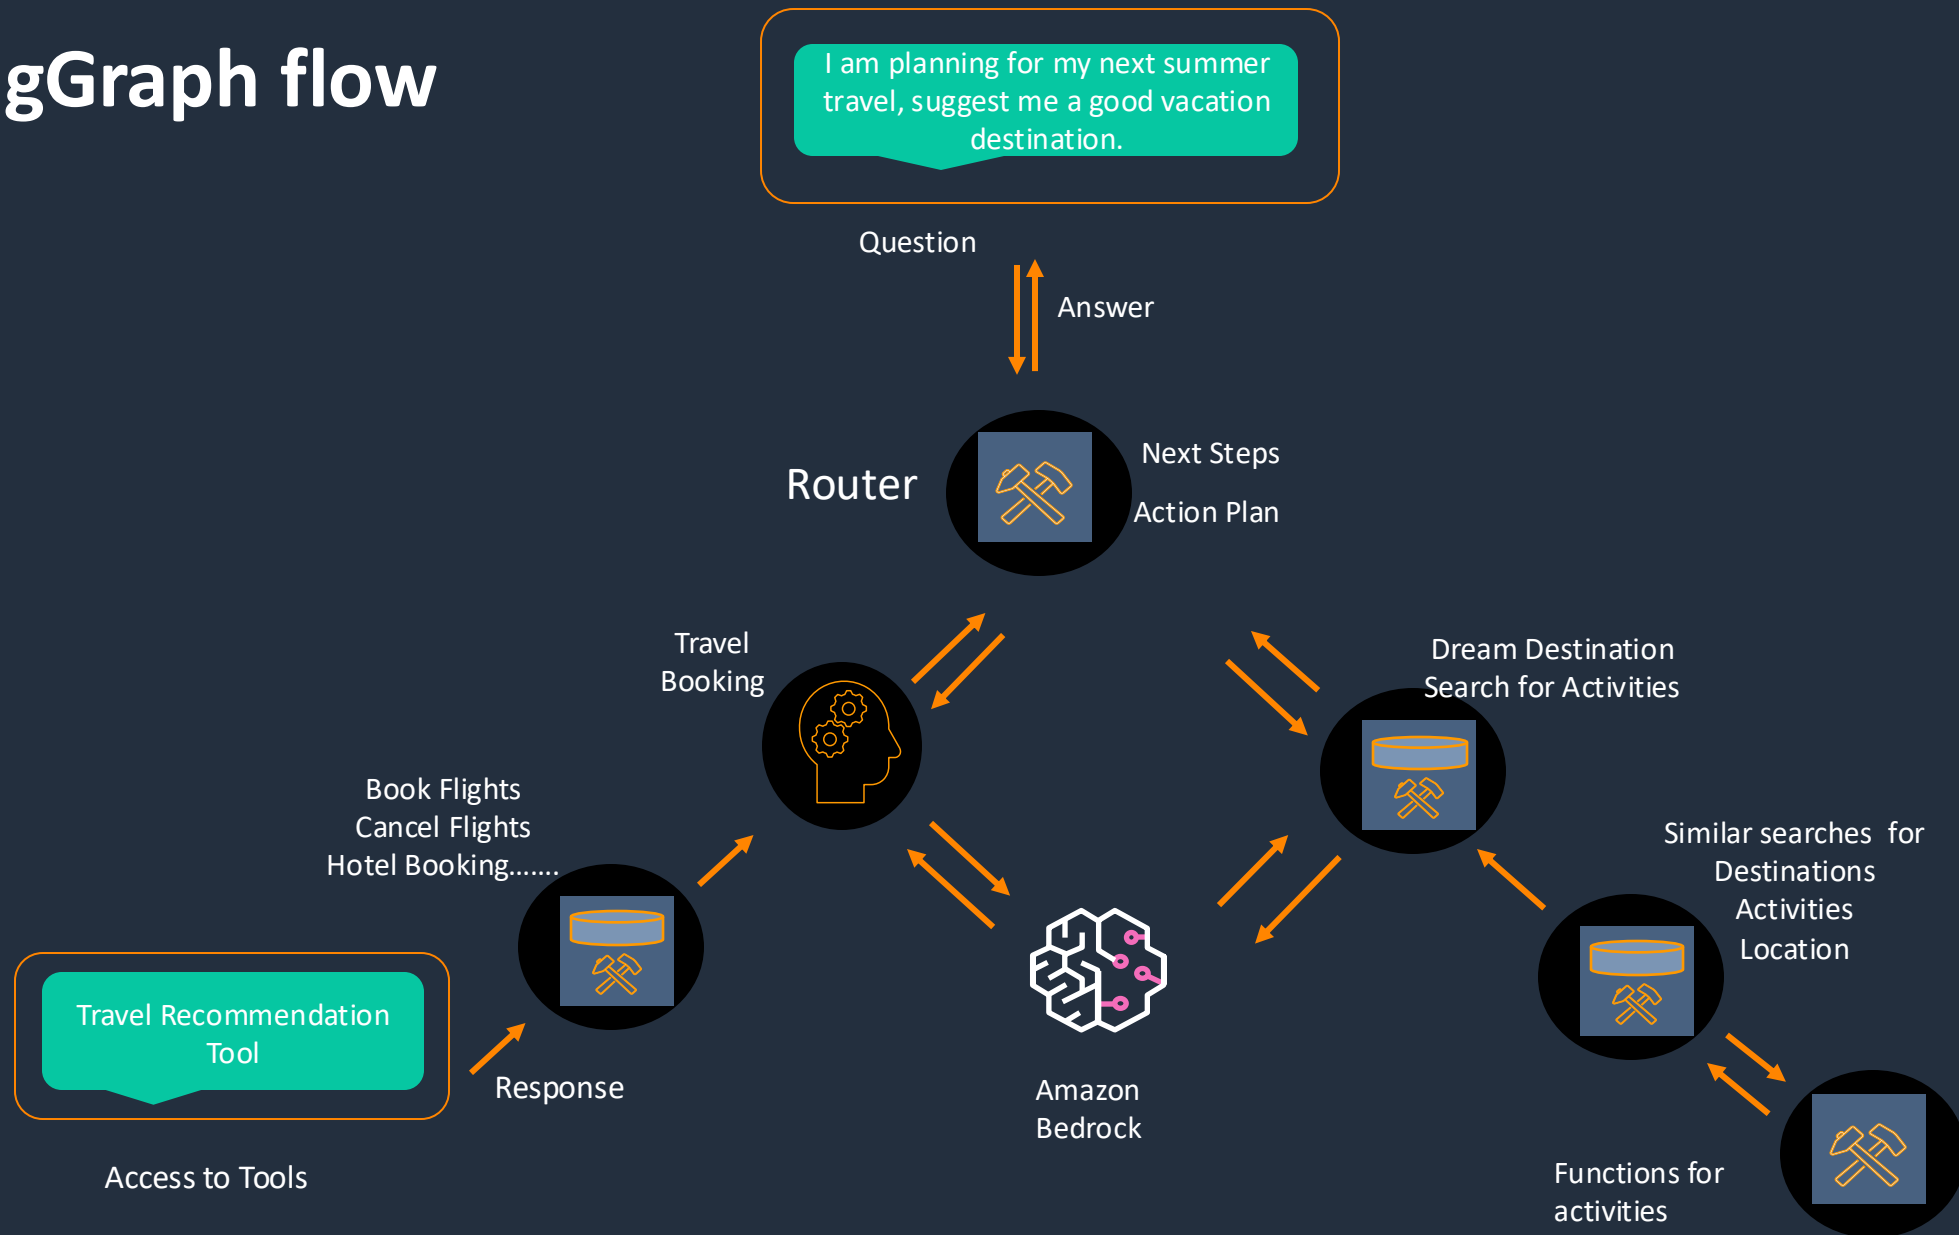 gGraph flow
I am planning for my next summer
travel, suggest me a good vacation
destination.
Question
Answer
Router
Next Steps
Action Plan
Travel
Booking
Dream Destination
Search for Activities
Book Flights
Cancel Flights
Hotel Booking.......
Similar searches  for
Destinations
Activities
Location
Travel Recommendation
Tool
Response
Access to Tools
Amazon
Bedrock
Functions for
activities